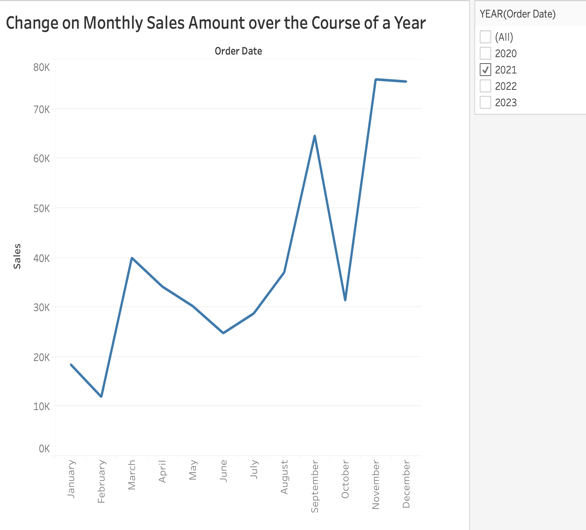 Change on Monthly Sales Amount over the Course of a Year
Order Date
80K
70K
60K
50K
40K
30K
20K
10K
0K
Sales
January
February
March
April
May
June
July
August
September
October
November
December
YEAR(Order Date)
(All)
2020
2021
2022
2023